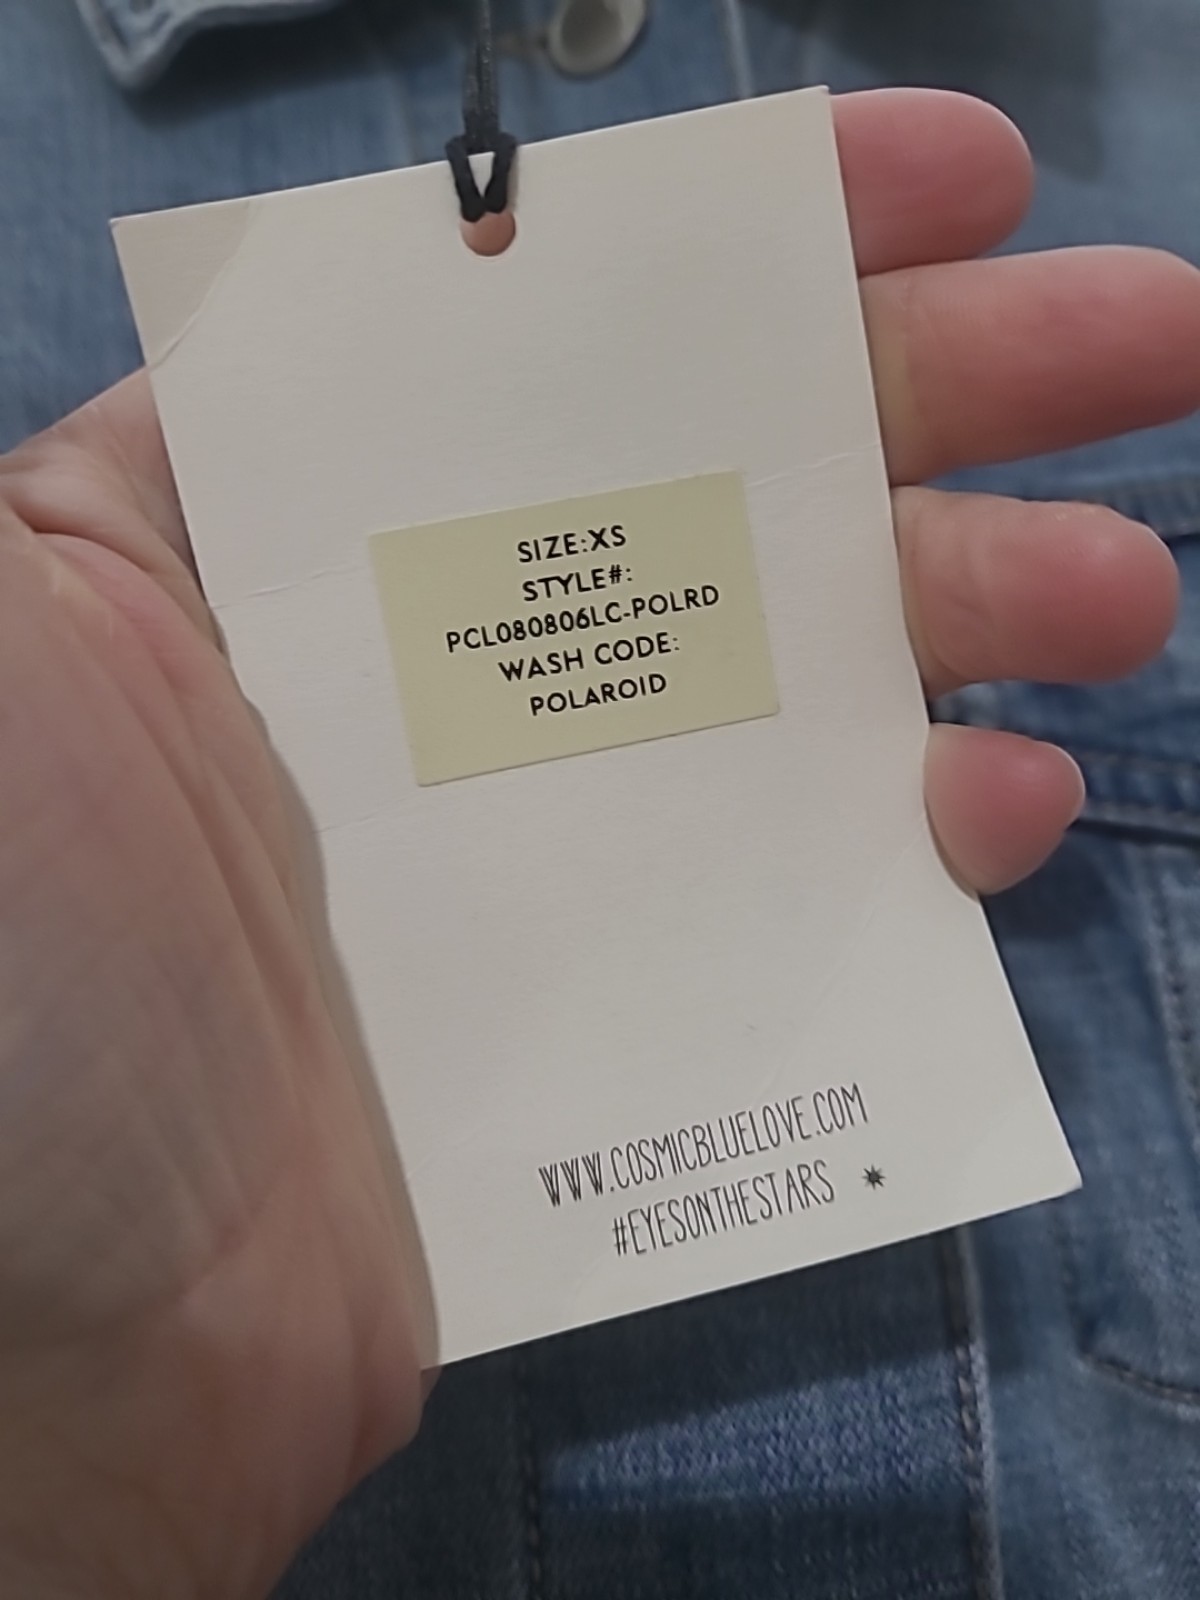 SIZE:XS
STYLE#:
PCL080806LC-POLRD
WASH CODE:
POLAROID
WWW.COSMICBLUELOVE.COM
#EYESONTHESTARS